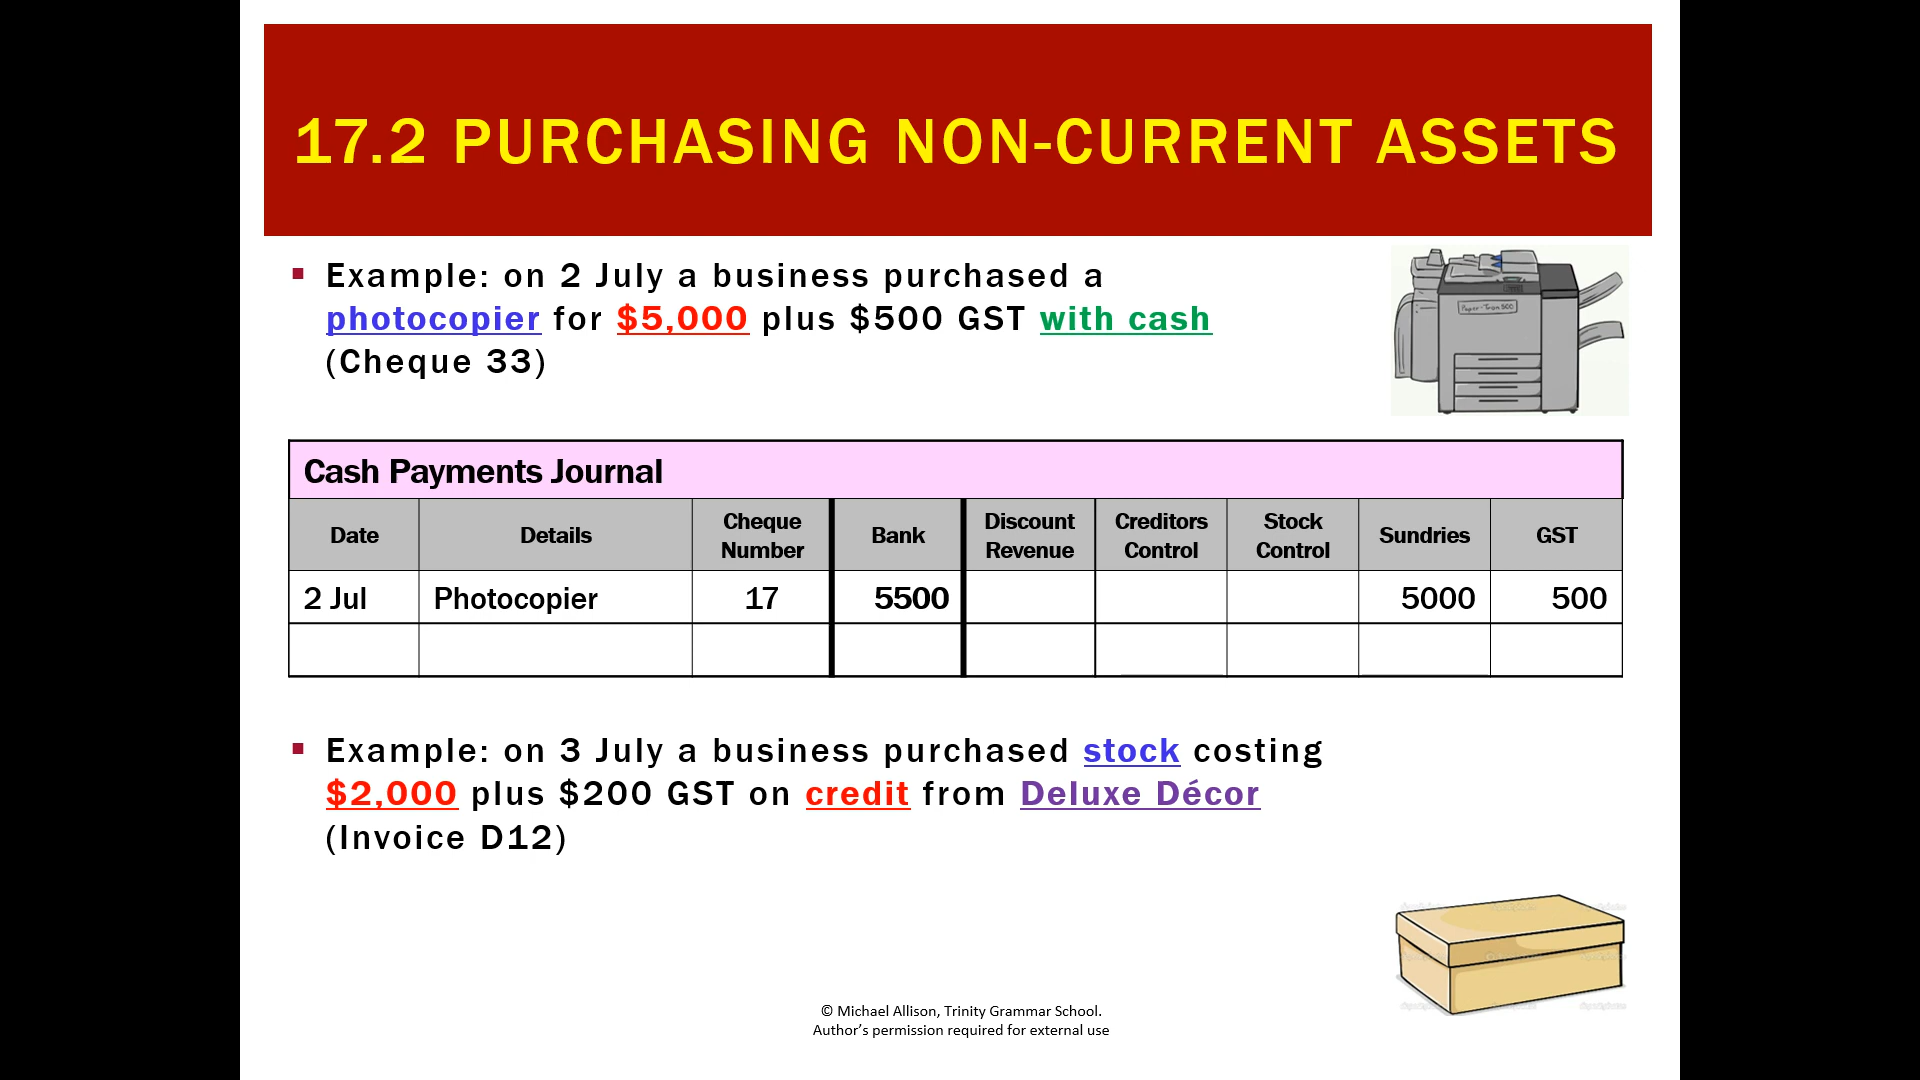 17.2 PURCHASING NON-CURRENT ASSETS
Example: on 2 July a business purchased a
photocopier for $5,000 plus $500 GST with cash
(Cheque 33)
Paper-Tron 500
Cash Payments Journal
Date Details Cheque Number Bank Discount Revenue Creditors Control Stock Control Sundries GST
2 Jul Photocopier 17 5500 5000 500
Example: on 3 July a business purchased stock costing
$2,000 plus $200 GST on credit from Deluxe Décor
(Invoice D12)
© Michael Allison, Trinity Grammar School.
Author's permission required for external use